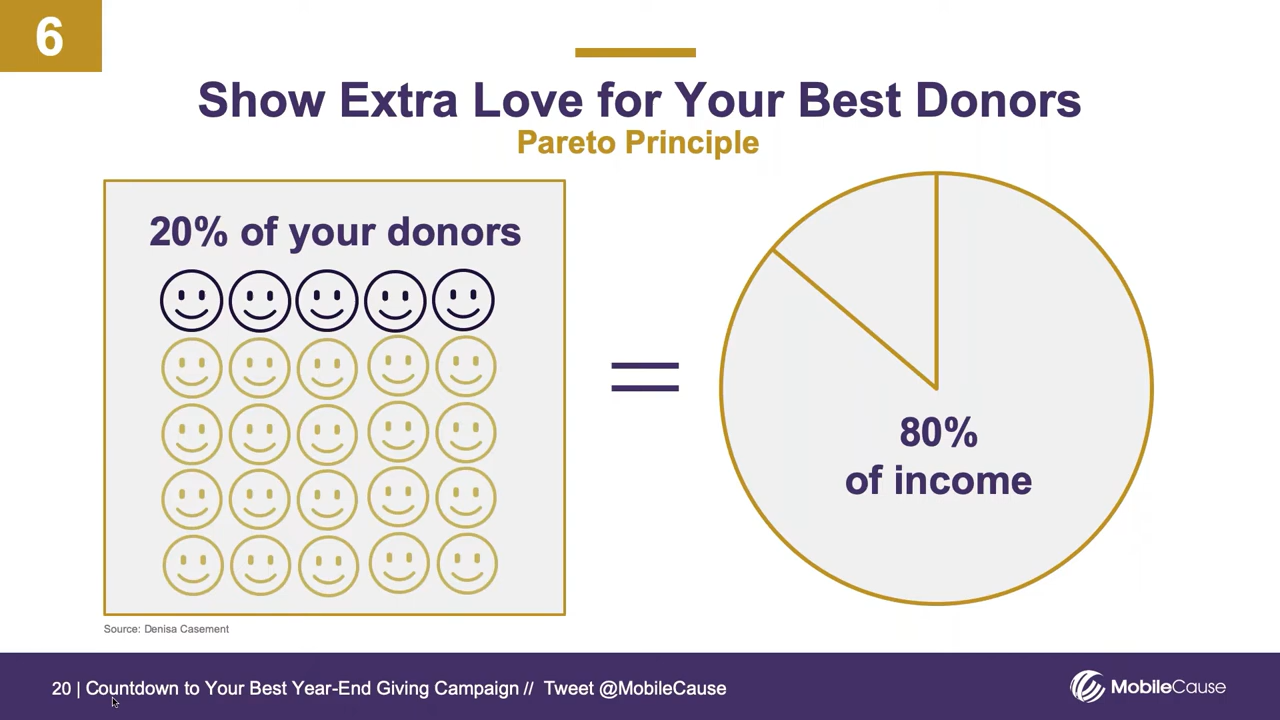 6
Show Extra Love for Your Best Donors
Pareto Principle
20% of your donors
=
80%
of income
Source: Denisa Casement
20 | Countdown to Your Best Year-End Giving Campaign // Tweet @MobileCause
MobileCause